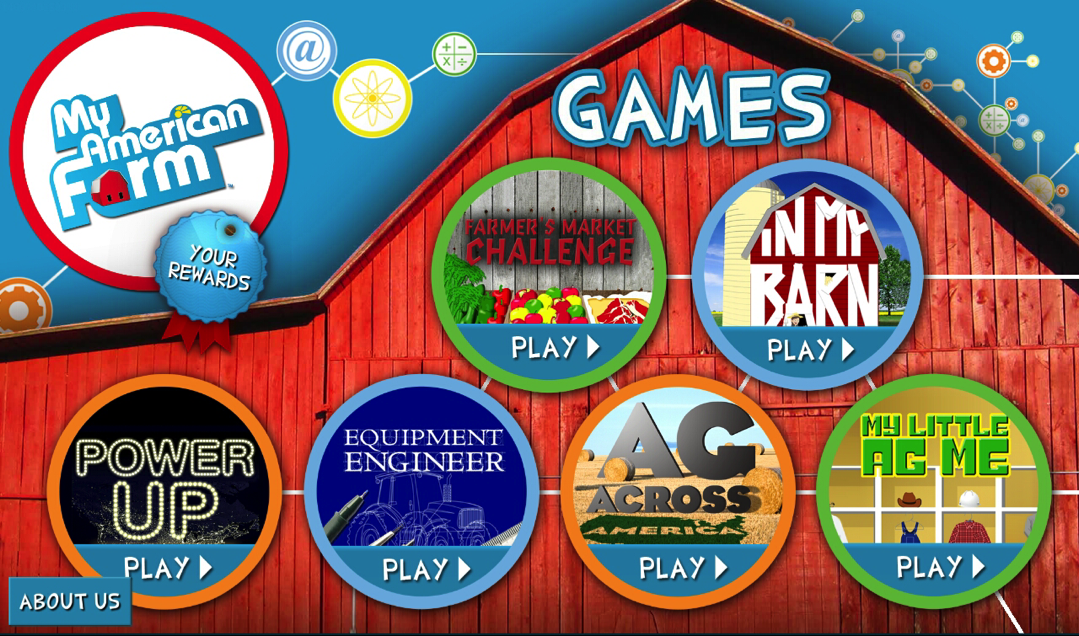 My
American
Farm
™
YOUR
REWARDS
@
GAMES
FARMER'S MARKET
CHALLENGE
PLAY
IN MY
BARN
PLAY
POWER
UP
PLAY
EQUIPMENT
ENGINEER
PLAY
AG
ACROSS
AMERICA
PLAY
MY LITTLE
AG ME
PLAY
ABOUT US